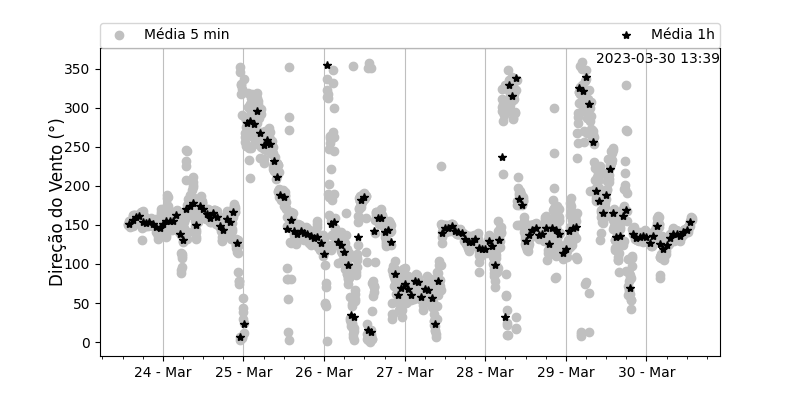 Média 5 min
Média 1h
2023-03-30 13:39
Direção do Vento (°)
350
300
250
200
150
100
50
0
24 - Mar
25 - Mar
26 - Mar
27 - Mar
28 - Mar
29 - Mar
30 - Mar